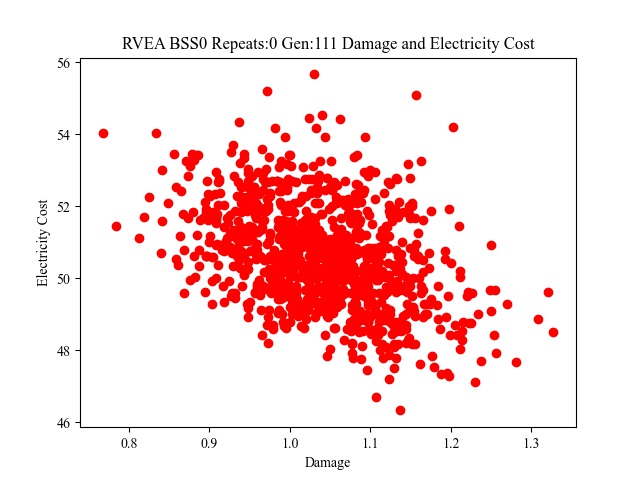 RVEA BSS0 Repeats:0 Gen:111 Damage and Electricity Cost
56
54
52
50
48
46
Electricity Cost
0.8 0.9 1.0 1.1 1.2 1.3
Damage